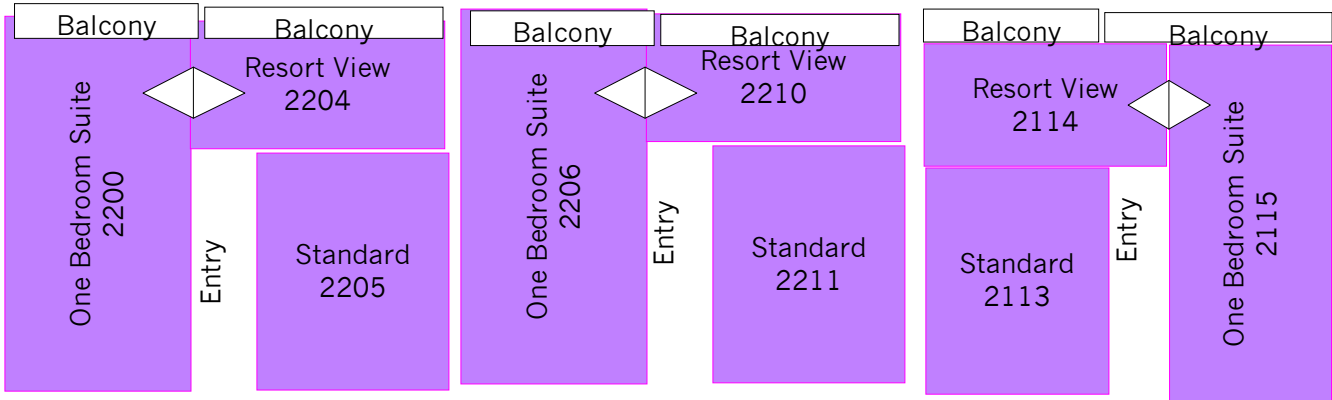 Balcony
Balcony
Resort View
2204
One Bedroom Suite
2200
Entry
Standard
2205
Balcony
Balcony
Resort View
2210
One Bedroom Suite
2206
Entry
Standard
2211
Balcony
Balcony
Resort View
2114
Standard
2113
Entry
One Bedroom Suite
2115